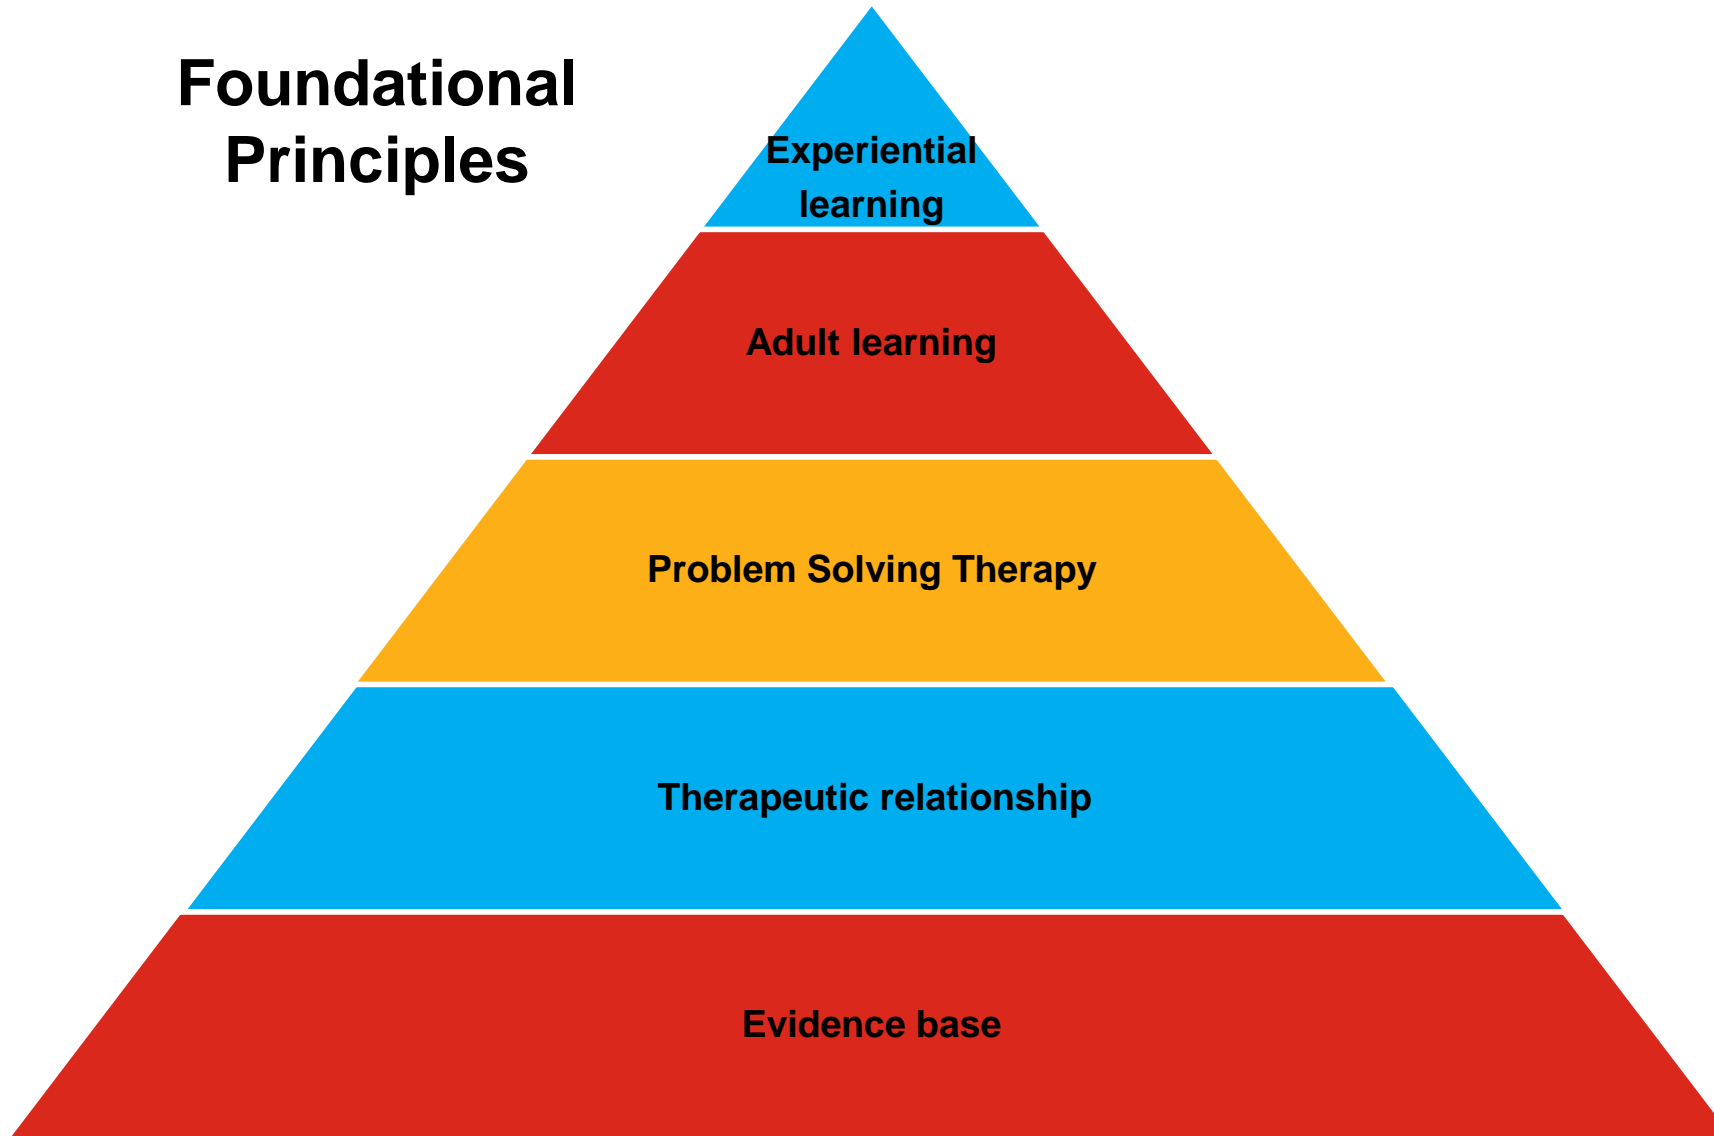 Foundational
Principles
Experiential
learning
Adult learning
Problem Solving Therapy
Therapeutic relationship
Evidence base